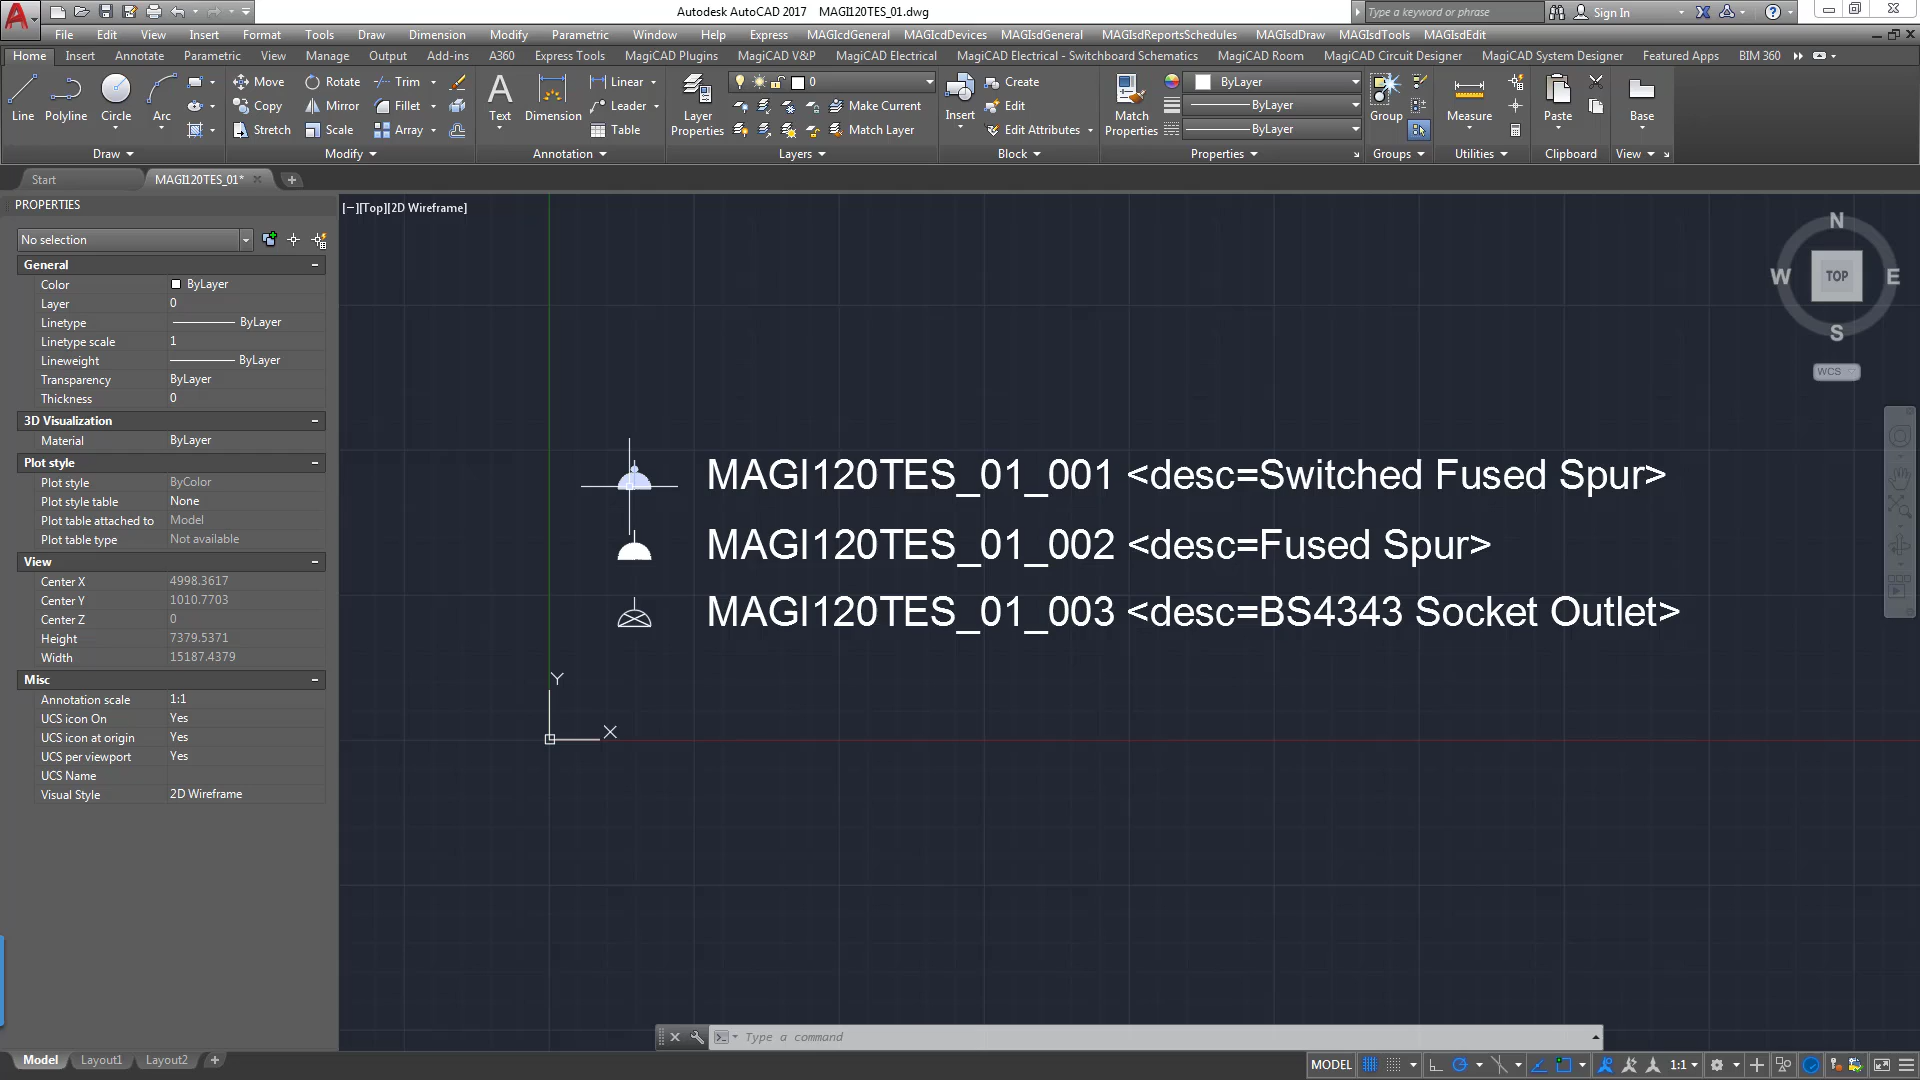 Autodesk AutoCAD 2017 MAGI120TES_01.dwg
Type a keyword or phrase
Sign In
File Edit View Insert Format Tools Draw Dimension Modify Parametric Window Help Express MAGIcdGeneral MAGIcdDevices MAGIsdGeneral MAGIsdReportsSchedules MAGIsdDraw MAGIsdTools MAGIsdEdit
Home Insert Annotate Parametric View Manage Output Add-ins A360 Express Tools MagiCAD Plugins MagiCAD V&P MagiCAD Electrical MagiCAD Electrical - Switchboard Schematics MagiCAD Room MagiCAD Circuit Designer MagiCAD System Designer Featured Apps BIM 360
Line Polyline Circle Arc
Move Rotate Trim
Copy Mirror Fillet
Stretch Scale Array
Text Dimension
Linear
Leader
Table
Layer
Properties
0
Make Current
Match Layer
Insert
Create
Edit
Edit Attributes
Match
Properties
ByLayer
ByLayer
ByLayer
Group
Measure
Paste
Base
Draw Modify Annotation Layers Block Properties Groups Utilities Clipboard View
Start MAGI120TES_01*
PROPERTIES
No selection
General
Color ByLayer
Layer 0
Linetype ByLayer
Linetype scale 1
Lineweight ByLayer
Transparency ByLayer
Thickness 0
3D Visualization
Material ByLayer
Plot style
Plot style ByColor
Plot style table None
Plot table attached to Model
Plot table type Not available
View
Center X 4998.3617
Center Y 1010.7703
Center Z 0
Height 7379.5371
Width 15187.4379
Misc
Annotation scale 1:1
UCS icon On Yes
UCS icon at origin Yes
UCS per viewport Yes
UCS Name
Visual Style 2D Wireframe
[−][Top][2D Wireframe]
N
W TOP E
S
WCS
MAGI120TES_01_001 <desc=Switched Fused Spur>
MAGI120TES_01_002 <desc=Fused Spur>
MAGI120TES_01_003 <desc=BS4343 Socket Outlet>
Y
X
Type a command
Model Layout1 Layout2
MODEL 1:1